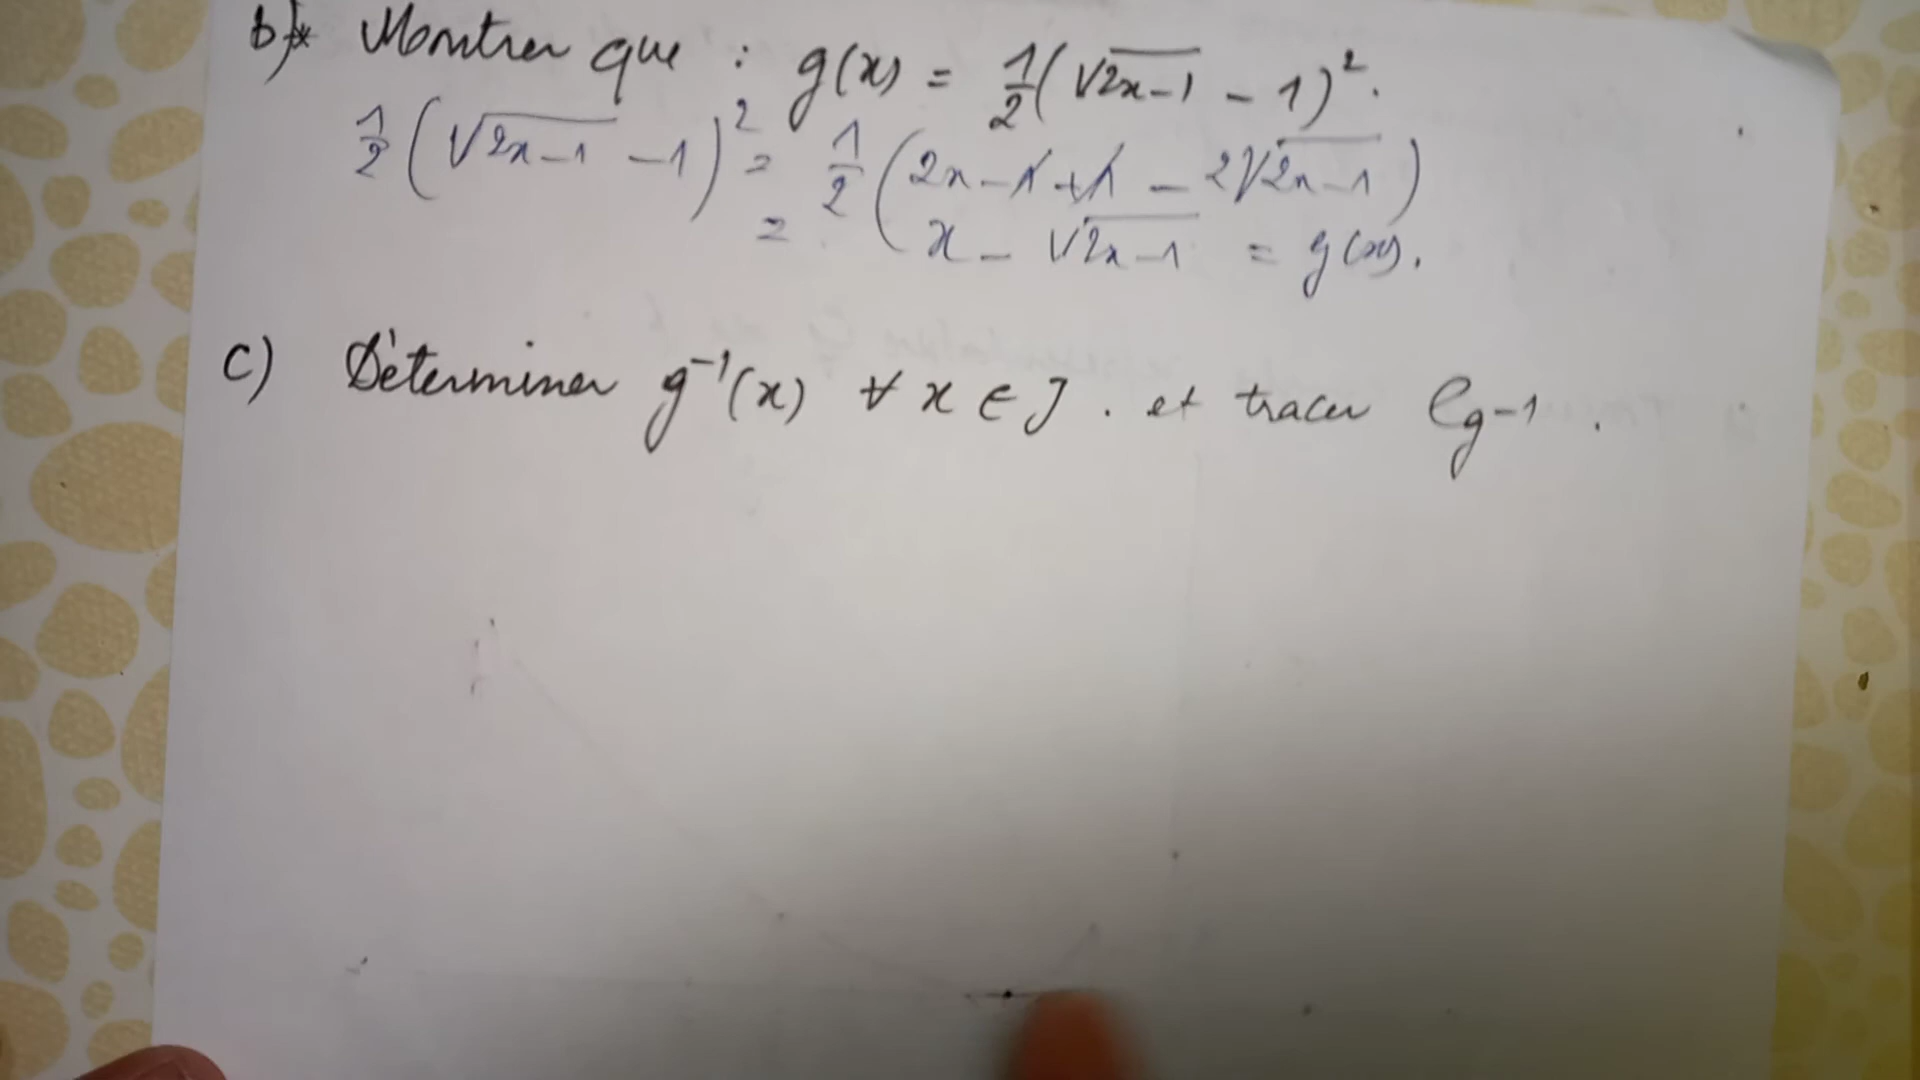 b)* Montrer que : g(x) = 1/2 (√(2x-1) - 1)².
1/2 (√(2x-1) - 1)² = 1/2 (2x - 1 + 1 - 2√(2x-1))
= x - √(2x-1) = g(x).
c) Déterminer g⁻¹(x) ∀ x ∈ J . et tracer Cg-1 .